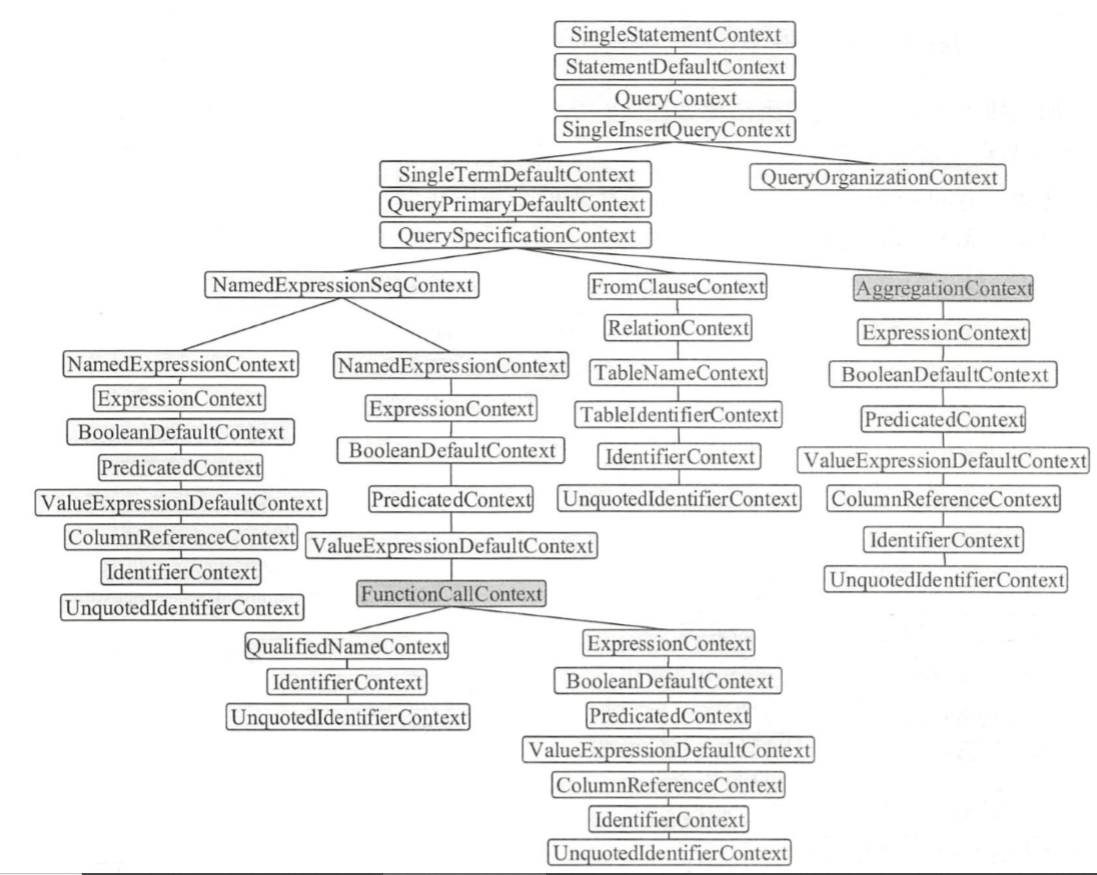 SingleStatementContext
StatementDefaultContext
QueryContext
SingleInsertQueryContext
SingleTermDefaultContext
QueryOrganizationContext
QueryPrimaryDefaultContext
QuerySpecificationContext
NamedExpressionSeqContext
FromClauseContext
AggregationContext
NamedExpressionContext
ExpressionContext
BooleanDefaultContext
PredicatedContext
ValueExpressionDefaultContext
ColumnReferenceContext
IdentifierContext
UnquotedIdentifierContext
NamedExpressionContext
ExpressionContext
BooleanDefaultContext
PredicatedContext
ValueExpressionDefaultContext
FunctionCallContext
QualifiedNameContext
IdentifierContext
UnquotedIdentifierContext
ExpressionContext
BooleanDefaultContext
PredicatedContext
ValueExpressionDefaultContext
ColumnReferenceContext
IdentifierContext
UnquotedIdentifierContext
RelationContext
TableNameContext
TableIdentifierContext
IdentifierContext
UnquotedIdentifierContext
ExpressionContext
BooleanDefaultContext
PredicatedContext
ValueExpressionDefaultContext
ColumnReferenceContext
IdentifierContext
UnquotedIdentifierContext